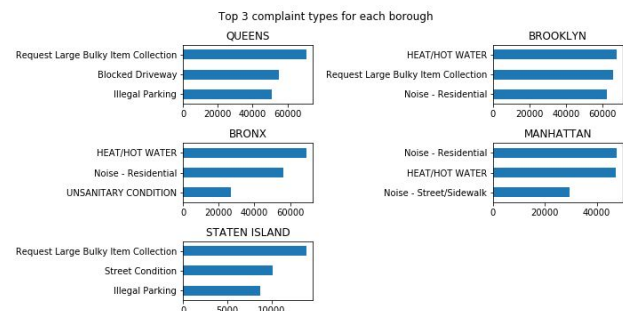 Top 3 complaint types for each borough
QUEENS
Request Large Bulky Item Collection
Blocked Driveway
Illegal Parking
0 20000 40000 60000
BROOKLYN
HEAT/HOT WATER
Request Large Bulky Item Collection
Noise - Residential
0 20000 40000 60000
BRONX
HEAT/HOT WATER
Noise - Residential
UNSANITARY CONDITION
0 20000 40000 60000
MANHATTAN
Noise - Residential
HEAT/HOT WATER
Noise - Street/Sidewalk
0 20000 40000
STATEN ISLAND
Request Large Bulky Item Collection
Street Condition
Illegal Parking
0 5000 10000